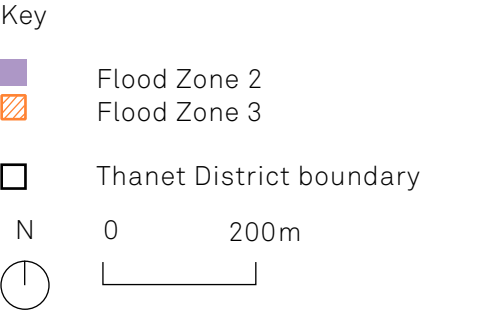 Key
Flood Zone 2
Flood Zone 3
Thanet District boundary
N 0 200m